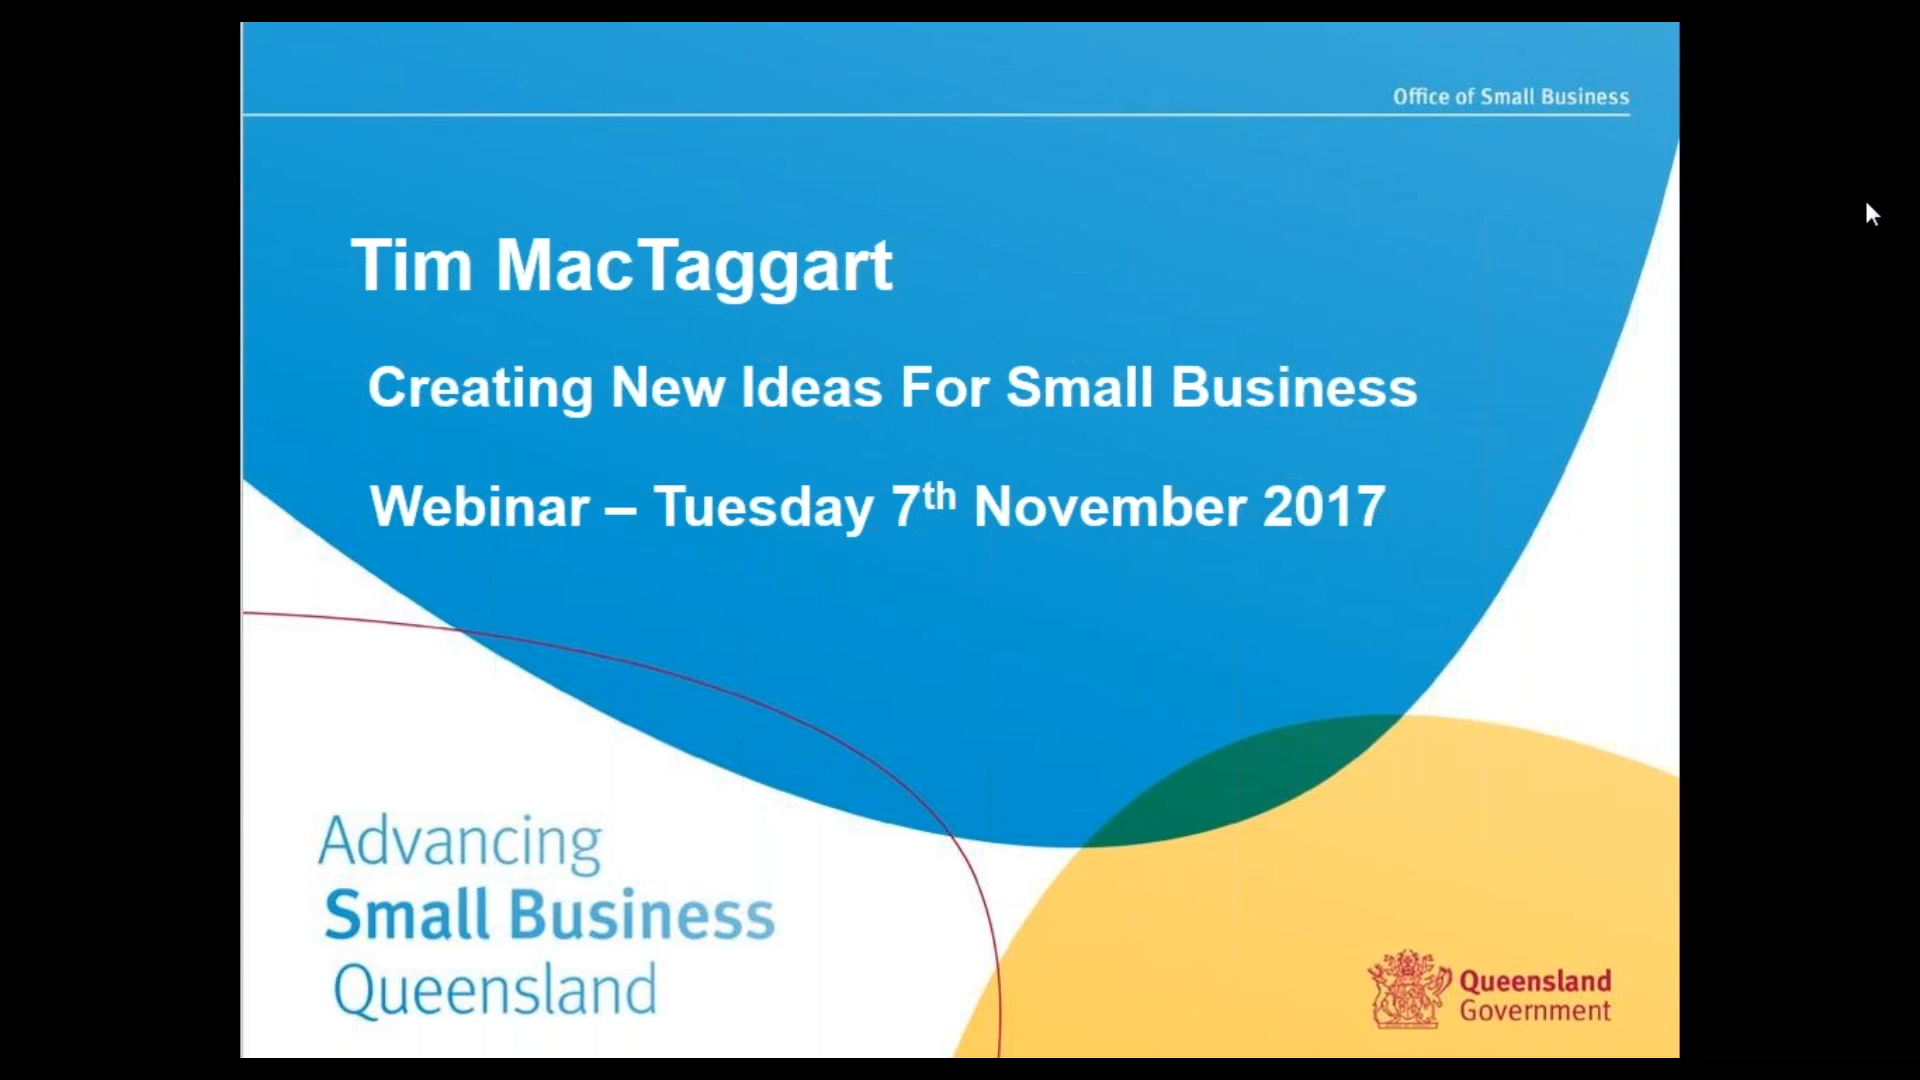 Office of Small Business
Tim MacTaggart
Creating New Ideas For Small Business
Webinar – Tuesday 7th November 2017
Advancing
Small Business
Queensland
Queensland
Government